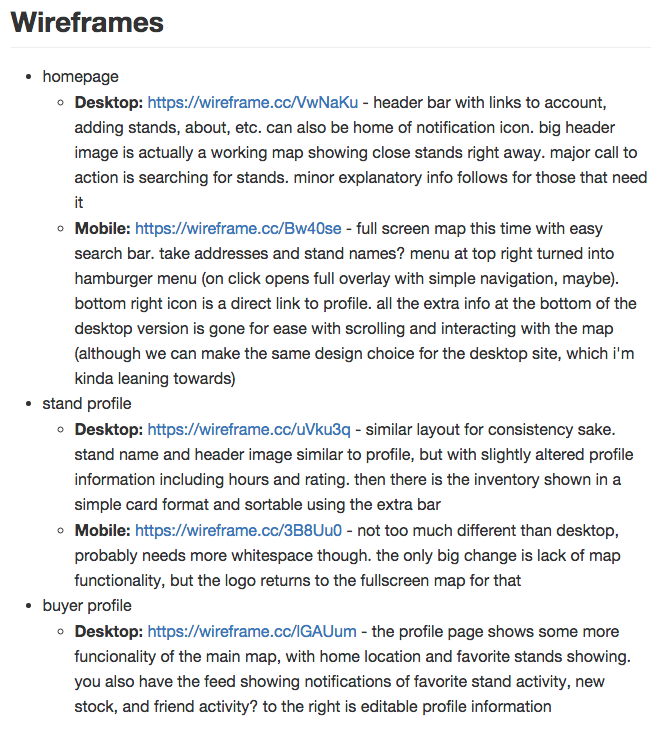 Wireframes
homepage
Desktop: https://wireframe.cc/VwNaKu - header bar with links to account,
adding stands, about, etc. can also be home of notification icon. big header
image is actually a working map showing close stands right away. major call to
action is searching for stands. minor explanatory info follows for those that need
it
Mobile: https://wireframe.cc/Bw40se - full screen map this time with easy
search bar. take addresses and stand names? menu at top right turned into
hamburger menu (on click opens full overlay with simple navigation, maybe).
bottom right icon is a direct link to profile. all the extra info at the bottom of the
desktop version is gone for ease with scrolling and interacting with the map
(although we can make the same design choice for the desktop site, which i'm
kinda leaning towards)
stand profile
Desktop: https://wireframe.cc/uVku3q - similar layout for consistency sake.
stand name and header image similar to profile, but with slightly altered profile
information including hours and rating. then there is the inventory shown in a
simple card format and sortable using the extra bar
Mobile: https://wireframe.cc/3B8Uu0 - not too much different than desktop,
probably needs more whitespace though. the only big change is lack of map
functionality, but the logo returns to the fullscreen map for that
buyer profile
Desktop: https://wireframe.cc/lGAUum - the profile page shows some more
funcionality of the main map, with home location and favorite stands showing.
you also have the feed showing notifications of favorite stand activity, new
stock, and friend activity? to the right is editable profile information